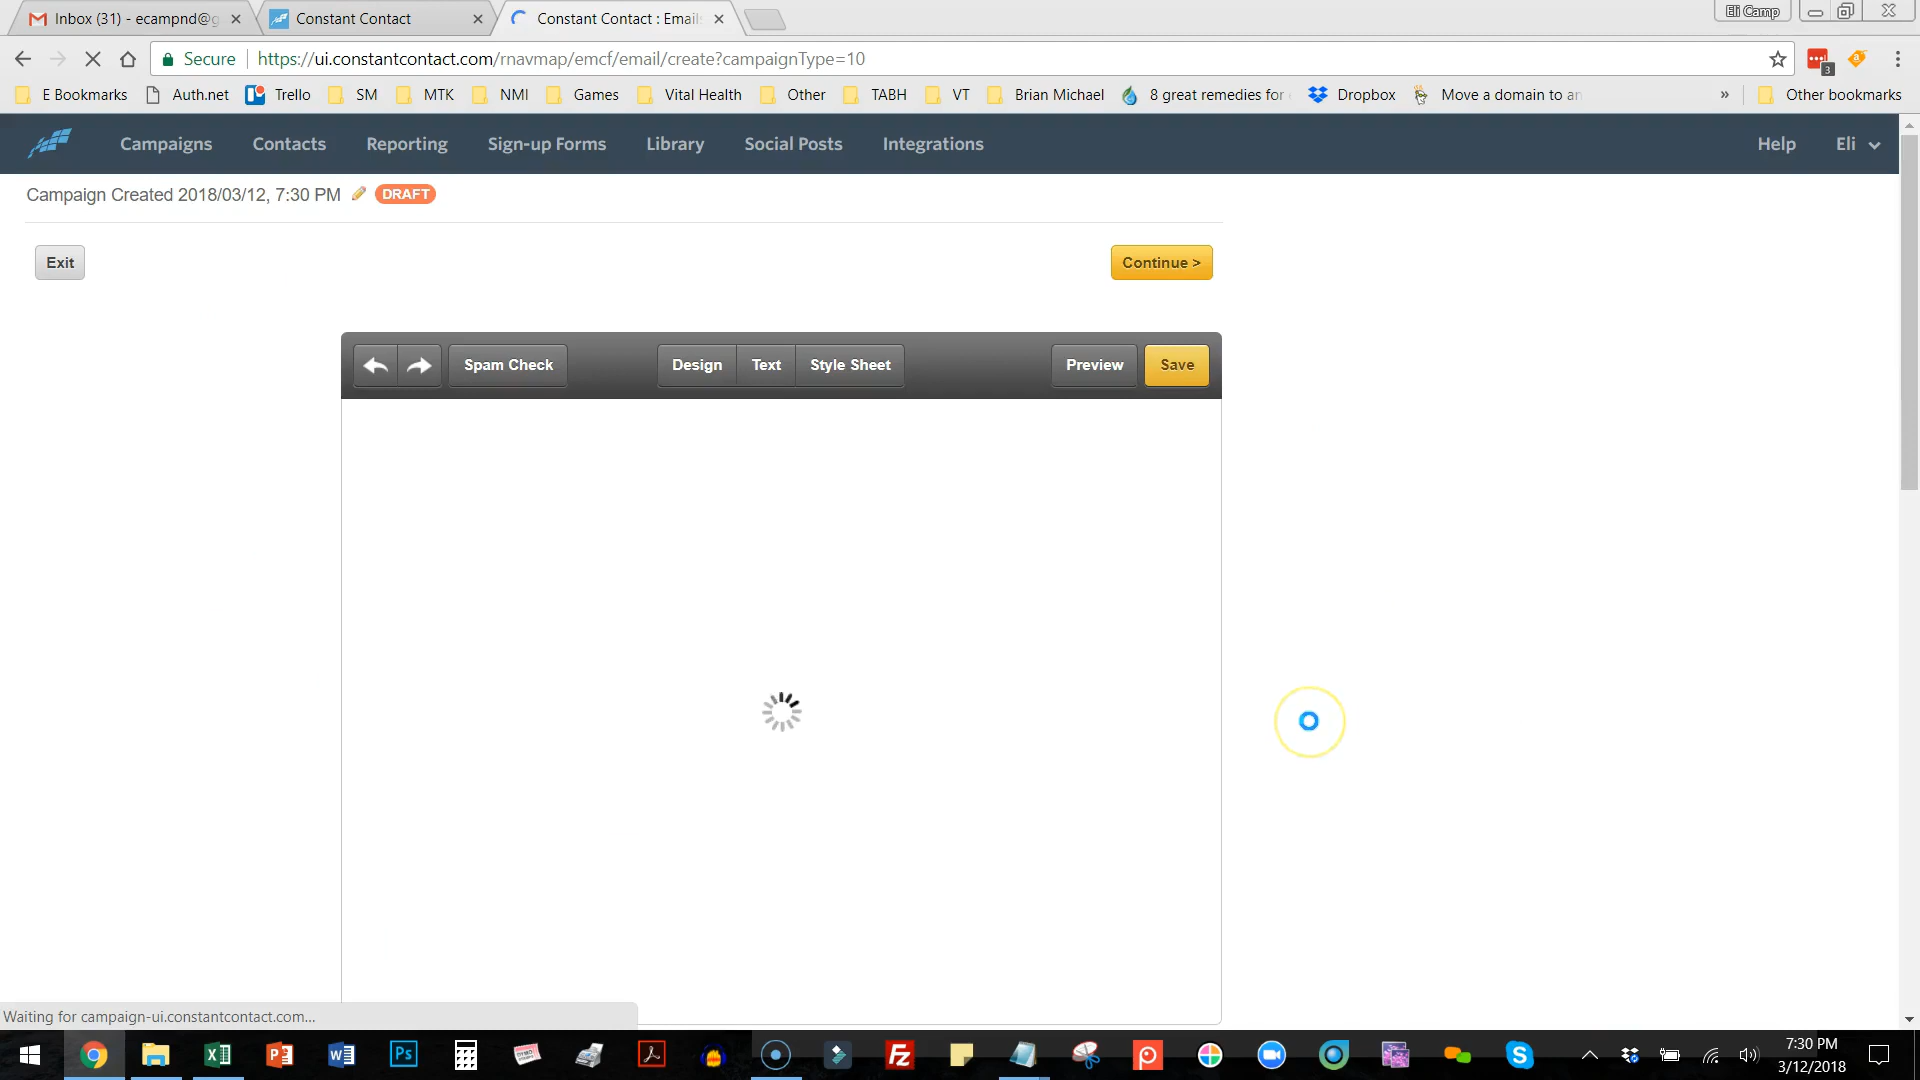 Inbox (31) - ecampnd@g
Constant Contact
Constant Contact : Emails
Eli Camp
Secure
https://ui.constantcontact.com/rnavmap/emcf/email/create?campaignType=10
3
E Bookmarks
Auth.net
Trello
SM
MTK
NMI
Games
Vital Health
Other
TABH
VT
Brian Michael
8 great remedies for
Dropbox
Move a domain to an
»
Other bookmarks
Campaigns
Contacts
Reporting
Sign-up Forms
Library
Social Posts
Integrations
Help
Eli
Campaign Created 2018/03/12, 7:30 PM
DRAFT
Exit
Continue >
Spam Check
Design
Text
Style Sheet
Preview
Save
Waiting for campaign-ui.constantcontact.com...
7:30 PM
3/12/2018